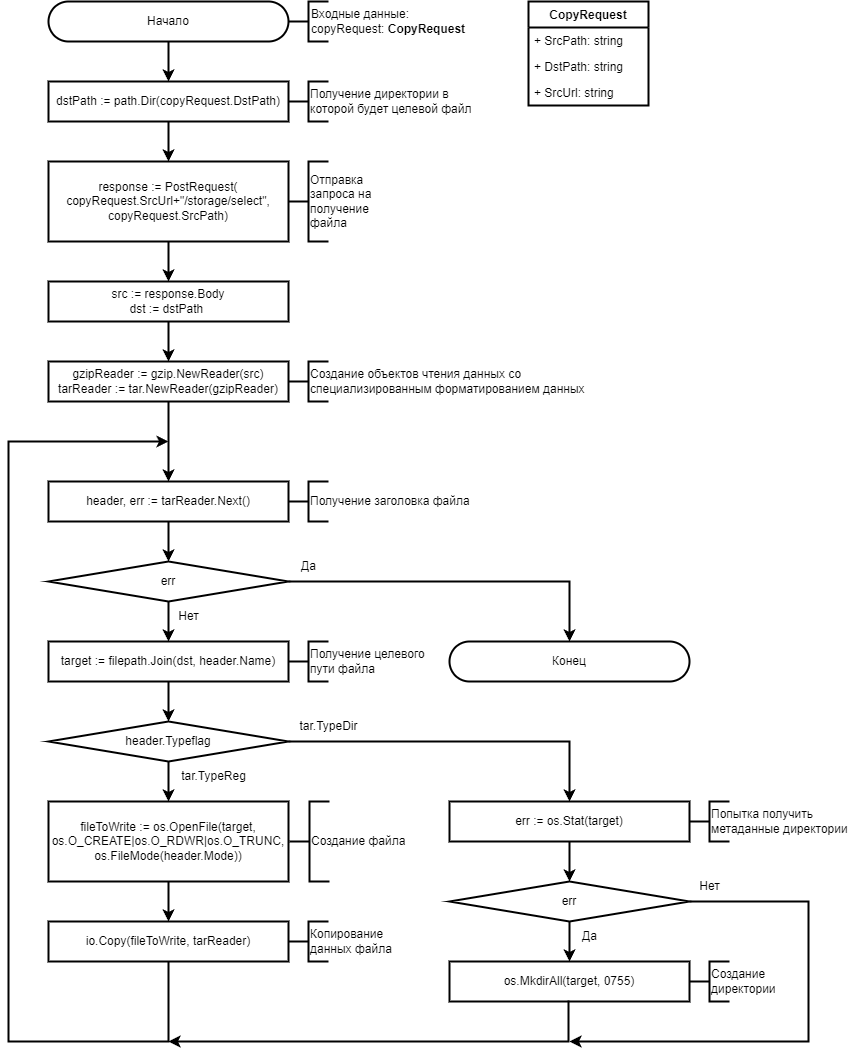 Начало
Входные данные:
copyRequest: CopyRequest
CopyRequest
+ SrcPath: string
+ DstPath: string
+ SrcUrl: string
dstPath := path.Dir(copyRequest.DstPath)
Получение директории в
которой будет целевой файл
response := PostRequest(
copyRequest.SrcUrl+"/storage/select",
copyRequest.SrcPath)
Отправка
запроса на
получение
файла
src := response.Body
dst := dstPath
gzipReader := gzip.NewReader(src)
tarReader := tar.NewReader(gzipReader)
Создание объектов чтения данных со
специализированным форматированием данных
header, err := tarReader.Next()
Получение заголовка файла
err
Да
Нет
target := filepath.Join(dst, header.Name)
Получение целевого
пути файла
Конец
header.Typeflag
tar.TypeDir
tar.TypeReg
fileToWrite := os.OpenFile(target,
os.O_CREATE|os.O_RDWR|os.O_TRUNC,
os.FileMode(header.Mode))
Создание файла
err := os.Stat(target)
Попытка получить
метаданные директории
err
Нет
Да
io.Copy(fileToWrite, tarReader)
Копирование
данных файла
os.MkdirAll(target, 0755)
Создание
директории